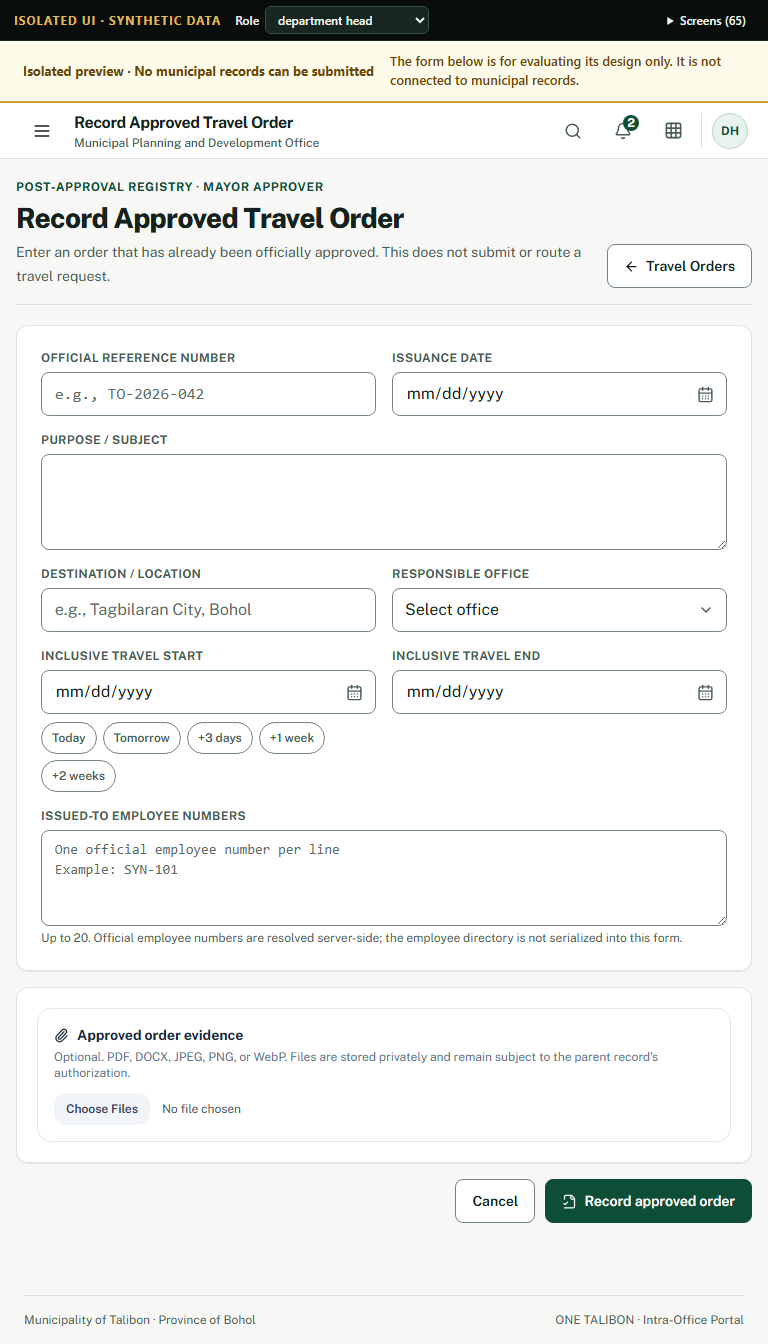 ISOLATED UI · SYNTHETIC DATA Role department head ▶ Screens (65)
Isolated preview · No municipal records can be submitted
The form below is for evaluating its design only. It is not
connected to municipal records.
Record Approved Travel Order
Municipal Planning and Development Office
2
DH
POST-APPROVAL REGISTRY · MAYOR APPROVER
Record Approved Travel Order
Enter an order that has already been officially approved. This does not submit or route a
travel request.
Travel Orders
OFFICIAL REFERENCE NUMBER ISSUANCE DATE
e.g., TO-2026-042 mm/dd/yyyy
PURPOSE / SUBJECT
DESTINATION / LOCATION RESPONSIBLE OFFICE
e.g., Tagbilaran City, Bohol Select office
INCLUSIVE TRAVEL START INCLUSIVE TRAVEL END
mm/dd/yyyy mm/dd/yyyy
Today Tomorrow +3 days +1 week
+2 weeks
ISSUED-TO EMPLOYEE NUMBERS
One official employee number per line
Example: SYN-101
Up to 20. Official employee numbers are resolved server-side; the employee directory is not serialized into this form.
Approved order evidence
Optional. PDF, DOCX, JPEG, PNG, or WebP. Files are stored privately and remain subject to the parent record's
authorization.
Choose Files No file chosen
Cancel Record approved order
Municipality of Talibon · Province of Bohol ONE TALIBON · Intra-Office Portal